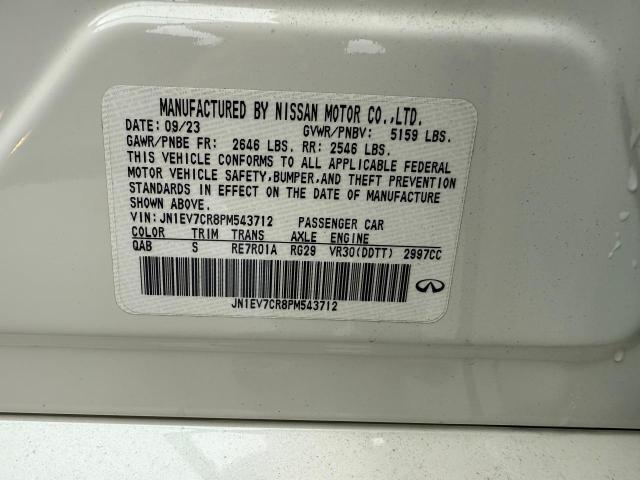 MANUFACTURED BY NISSAN MOTOR CO.,LTD.
DATE: 09/23 GVWR/PNBV: 5159 LBS.
GAWR/PNBE FR: 2646 LBS. RR: 2546 LBS.
THIS VEHICLE CONFORMS TO ALL APPLICABLE FEDERAL
MOTOR VEHICLE SAFETY,BUMPER,AND THEFT PREVENTION
STANDARDS IN EFFECT ON THE DATE OF MANUFACTURE
SHOWN ABOVE.
VIN: JN1EV7CR8PM543712 PASSENGER CAR
COLOR TRIM TRANS AXLE ENGINE
QAB S RE7R01A RG29 VR30(DDTT) 2997CC
JN1EV7CR8PM543712